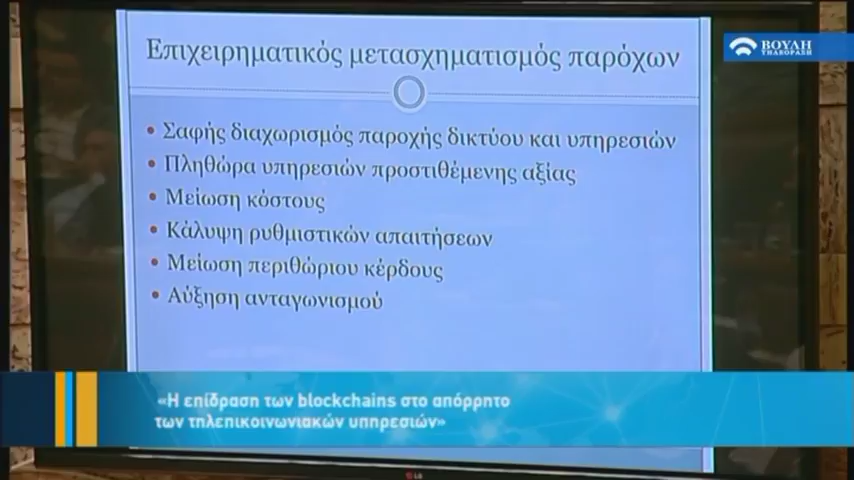 Επιχειρηματικός μετασχηματισμός παρόχων
ΒΟΥΛΗ
ΤΗΛΕΟΡΑΣΗ
• Σαφής διαχωρισμός παροχής δικτύου και υπηρεσιών
• Πληθώρα υπηρεσιών προστιθέμενης αξίας
• Μείωση κόστους
• Κάλυψη ρυθμιστικών απαιτήσεων
• Μείωση περιθώριου κέρδους
• Αύξηση ανταγωνισμού
«Η επίδραση των blockchains στο απόρρητο
των τηλεπικοινωνιακών υπηρεσιών»
LG